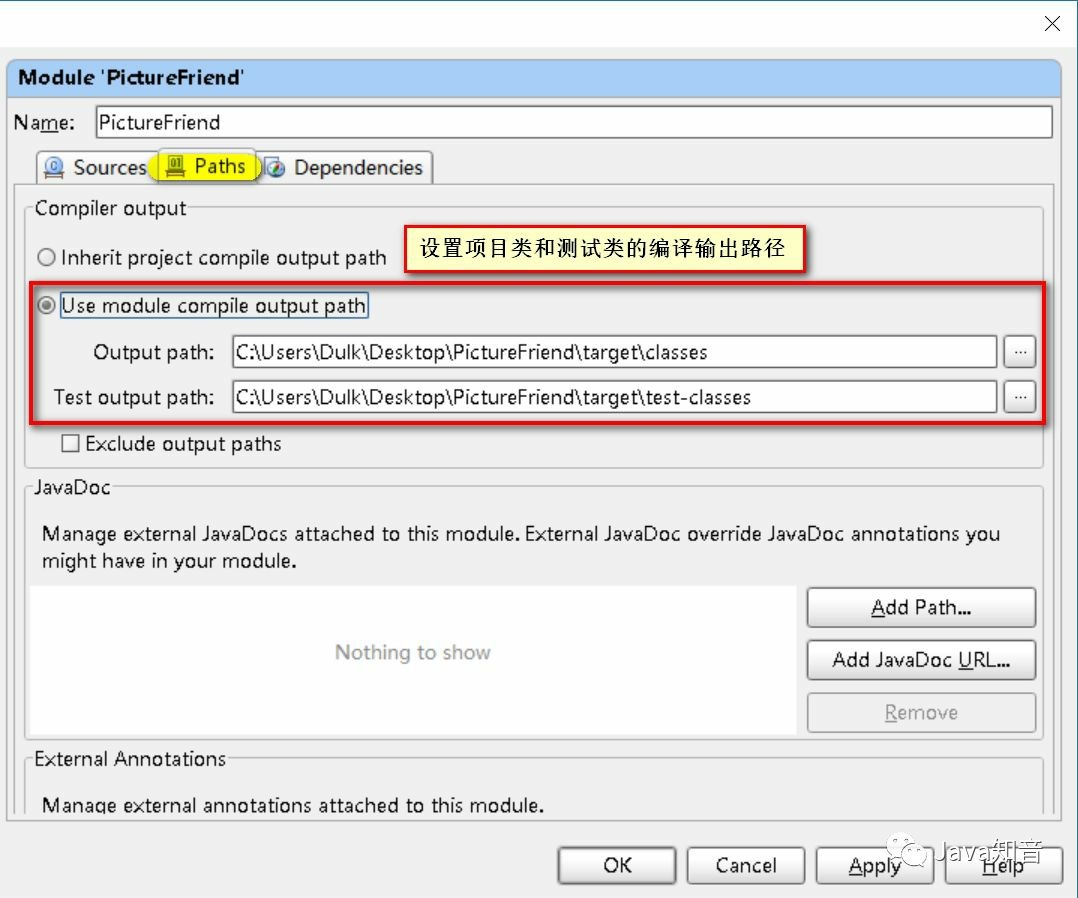 Module 'PictureFriend'
Name: PictureFriend
Sources Paths Dependencies
Compiler output
Inherit project compile output path
设置项目类和测试类的编译输出路径
Use module compile output path
Output path: C:\Users\Dulk\Desktop\PictureFriend\target\classes ...
Test output path: C:\Users\Dulk\Desktop\PictureFriend\target\test-classes ...
Exclude output paths
JavaDoc
Manage external JavaDocs attached to this module. External JavaDoc override JavaDoc annotations you
might have in your module.
Nothing to show
Add Path...
Add JavaDoc URL...
Remove
External Annotations
Manage external annotations attached to this module.
OK Cancel Apply Help
Java知音